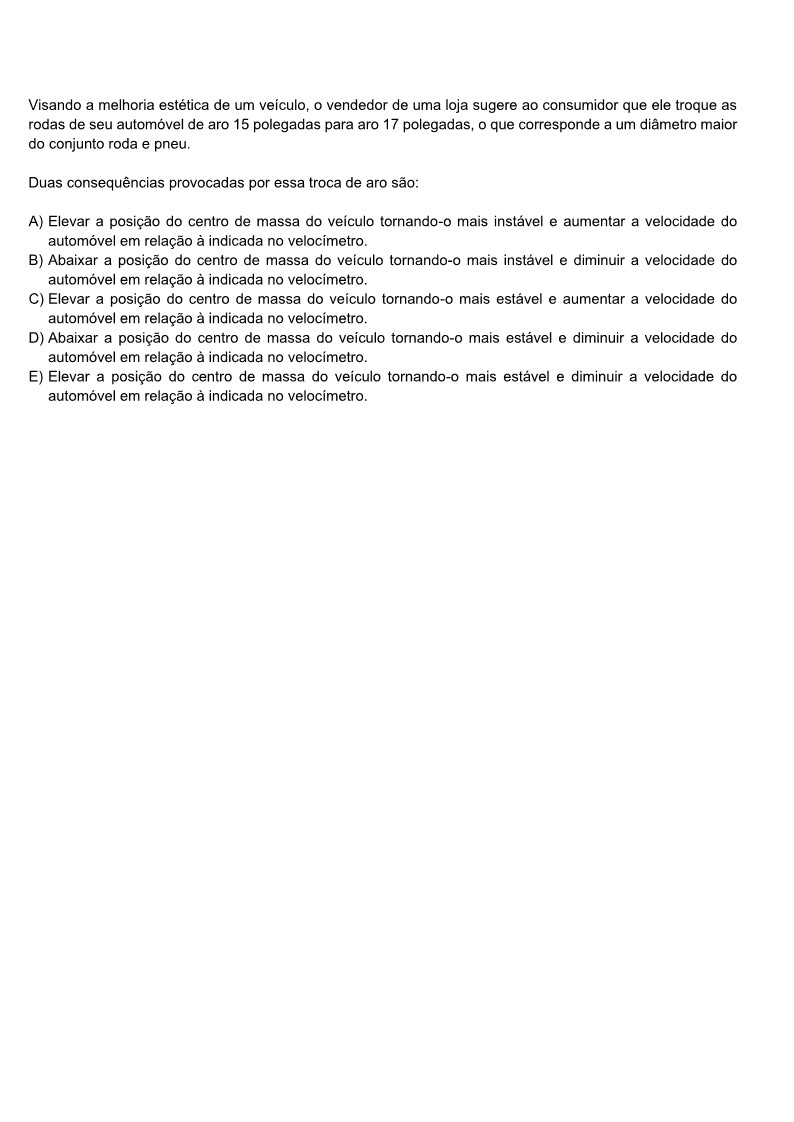 Visando a melhoria estética de um veículo, o vendedor de uma loja sugere ao consumidor que ele troque as
rodas de seu automóvel de aro 15 polegadas para aro 17 polegadas, o que corresponde a um diâmetro maior
do conjunto roda e pneu.
Duas consequências provocadas por essa troca de aro são:
A) Elevar a posição do centro de massa do veículo tornando-o mais instável e aumentar a velocidade do
automóvel em relação à indicada no velocímetro.
B) Abaixar a posição do centro de massa do veículo tornando-o mais instável e diminuir a velocidade do
automóvel em relação à indicada no velocímetro.
C) Elevar a posição do centro de massa do veículo tornando-o mais estável e aumentar a velocidade do
automóvel em relação à indicada no velocímetro.
D) Abaixar a posição do centro de massa do veículo tornando-o mais estável e diminuir a velocidade do
automóvel em relação à indicada no velocímetro.
E) Elevar a posição do centro de massa do veículo tornando-o mais estável e diminuir a velocidade do
automóvel em relação à indicada no velocímetro.